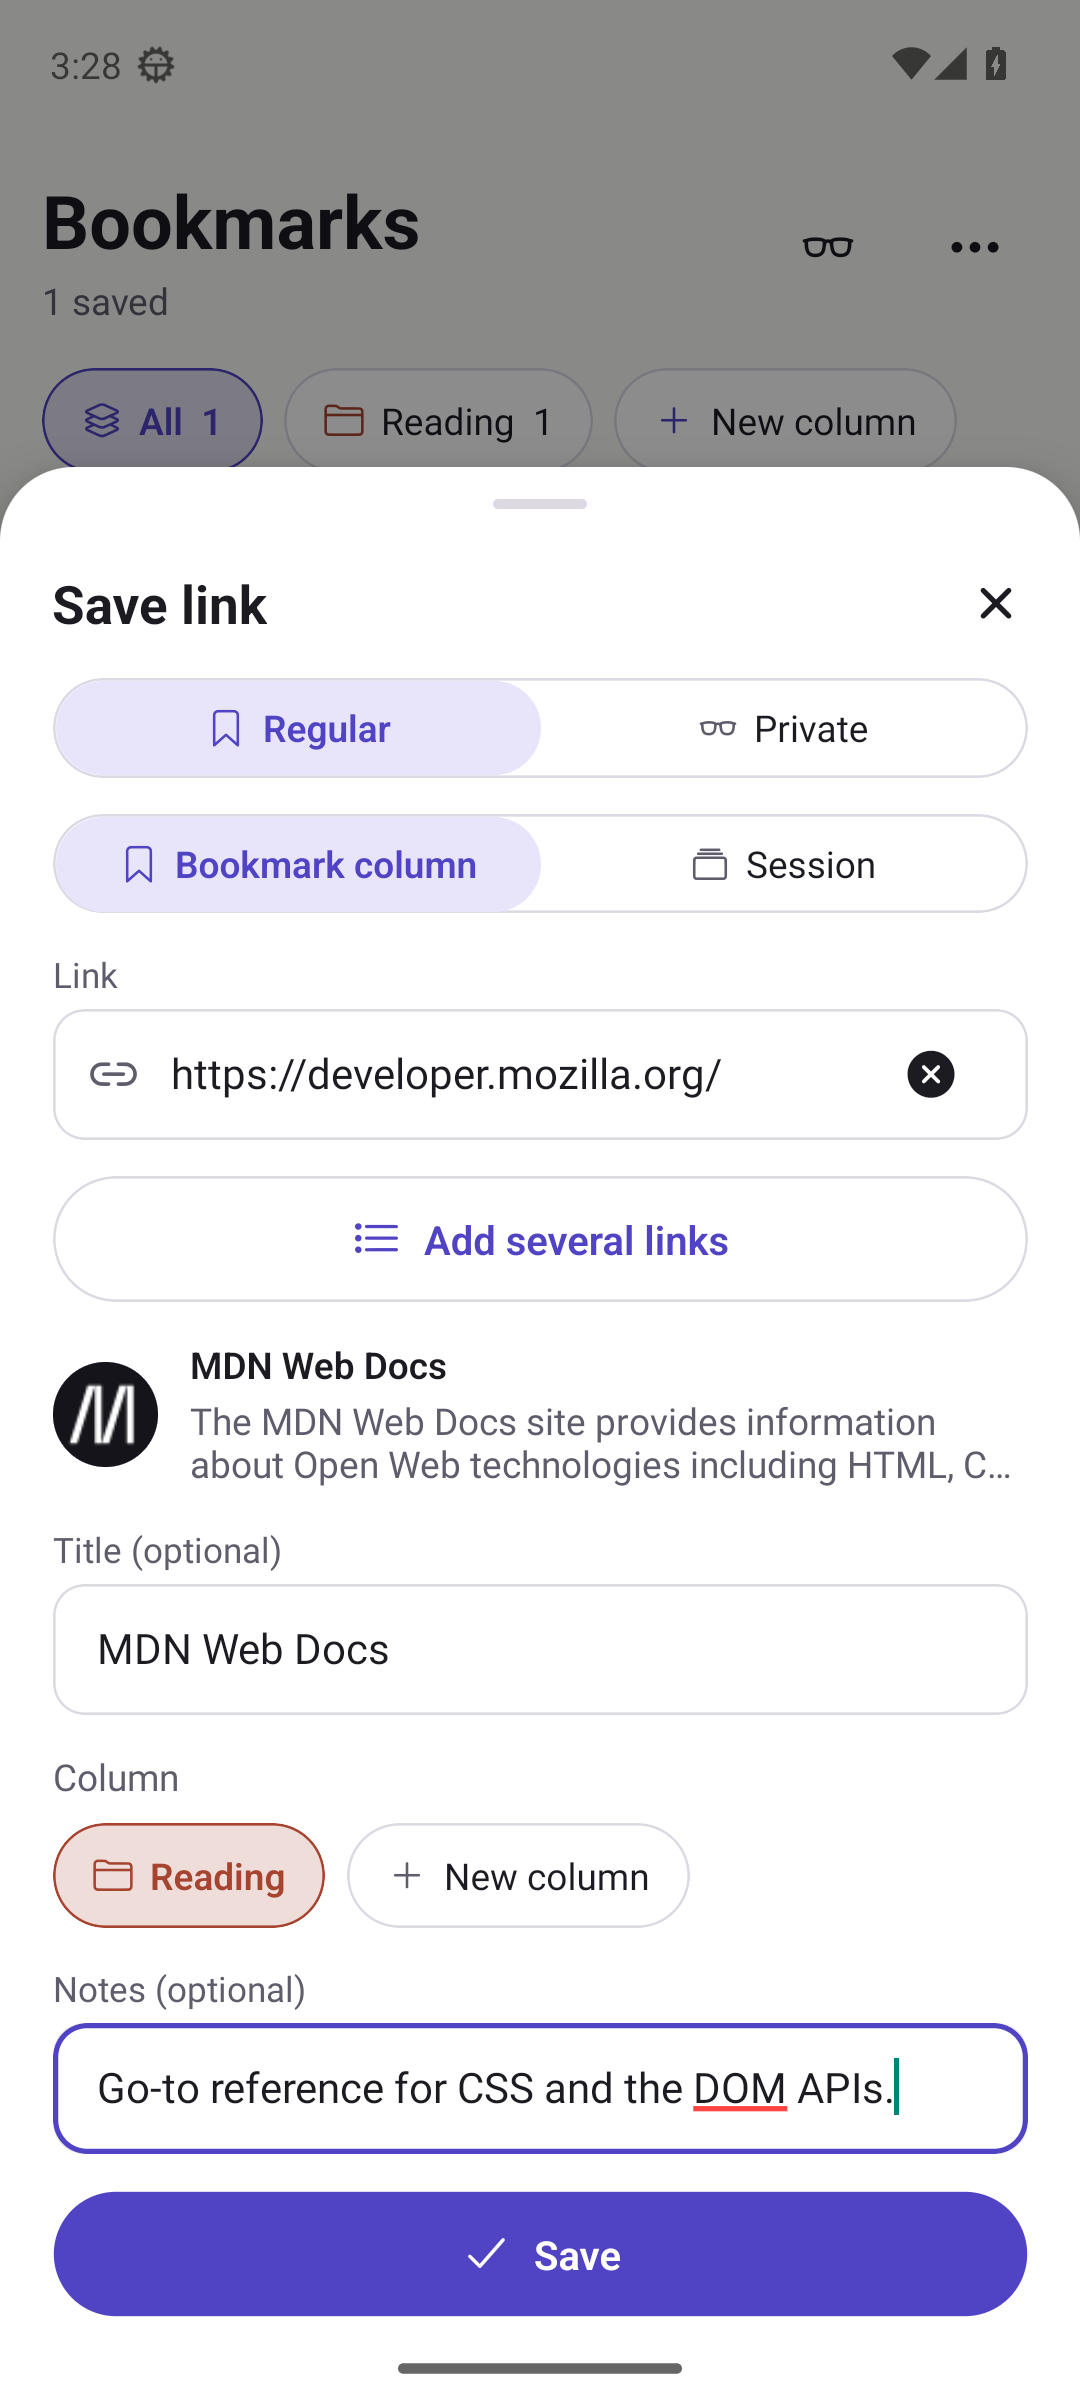 3:28
Bookmarks
1 saved
All 1
Reading 1
New column
Save link
Regular
Private
Bookmark column
Session
Link
https://developer.mozilla.org/
Add several links
MDN Web Docs
The MDN Web Docs site provides information
about Open Web technologies including HTML, C...
Title (optional)
MDN Web Docs
Column
Reading
New column
Notes (optional)
Go-to reference for CSS and the DOM APIs.
Save